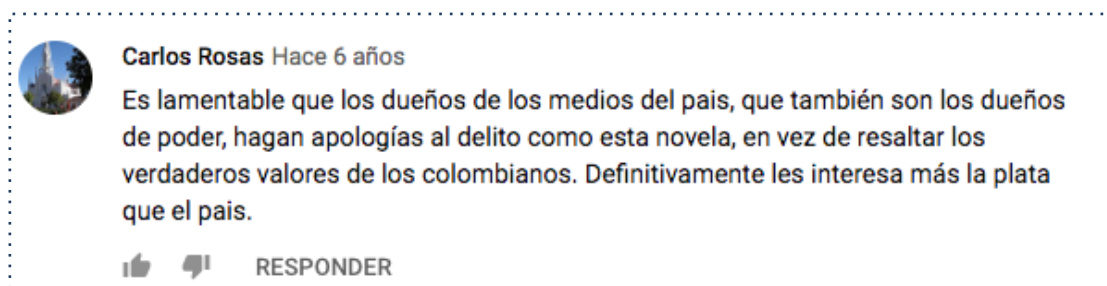 Carlos Rosas Hace 6 años
Es lamentable que los dueños de los medios del pais, que también son los dueños
de poder, hagan apologías al delito como esta novela, en vez de resaltar los
verdaderos valores de los colombianos. Definitivamente les interesa más la plata
que el pais.
RESPONDER